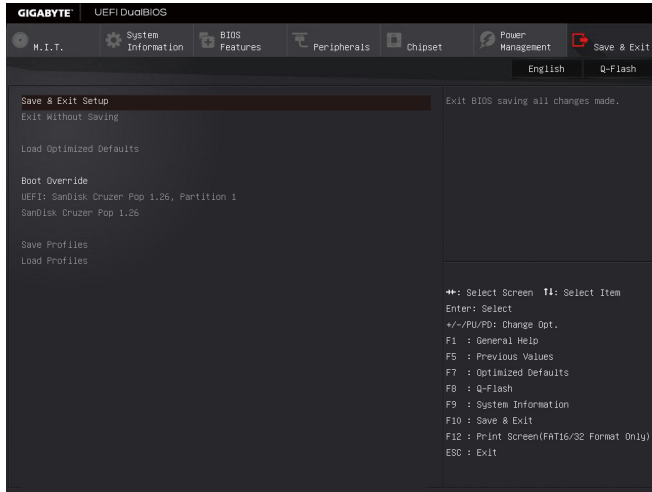 GIGABYTE™ UEFI DualBIOS
M.I.T.
System Information
BIOS Features
Peripherals
Chipset
Power Management
Save & Exit
English
Q-Flash
Save & Exit Setup
Exit Without Saving
Load Optimized Defaults
Boot Override
UEFI: SanDisk Cruzer Pop 1.26, Partition 1
SanDisk Cruzer Pop 1.26
Save Profiles
Load Profiles
Exit BIOS saving all changes made.
→←: Select Screen ↑↓: Select Item
Enter: Select
+/-/PU/PD: Change Opt.
F1 : General Help
F5 : Previous Values
F7 : Optimized Defaults
F8 : Q-Flash
F9 : System Information
F10 : Save & Exit
F12 : Print Screen(FAT16/32 Format Only)
ESC : Exit